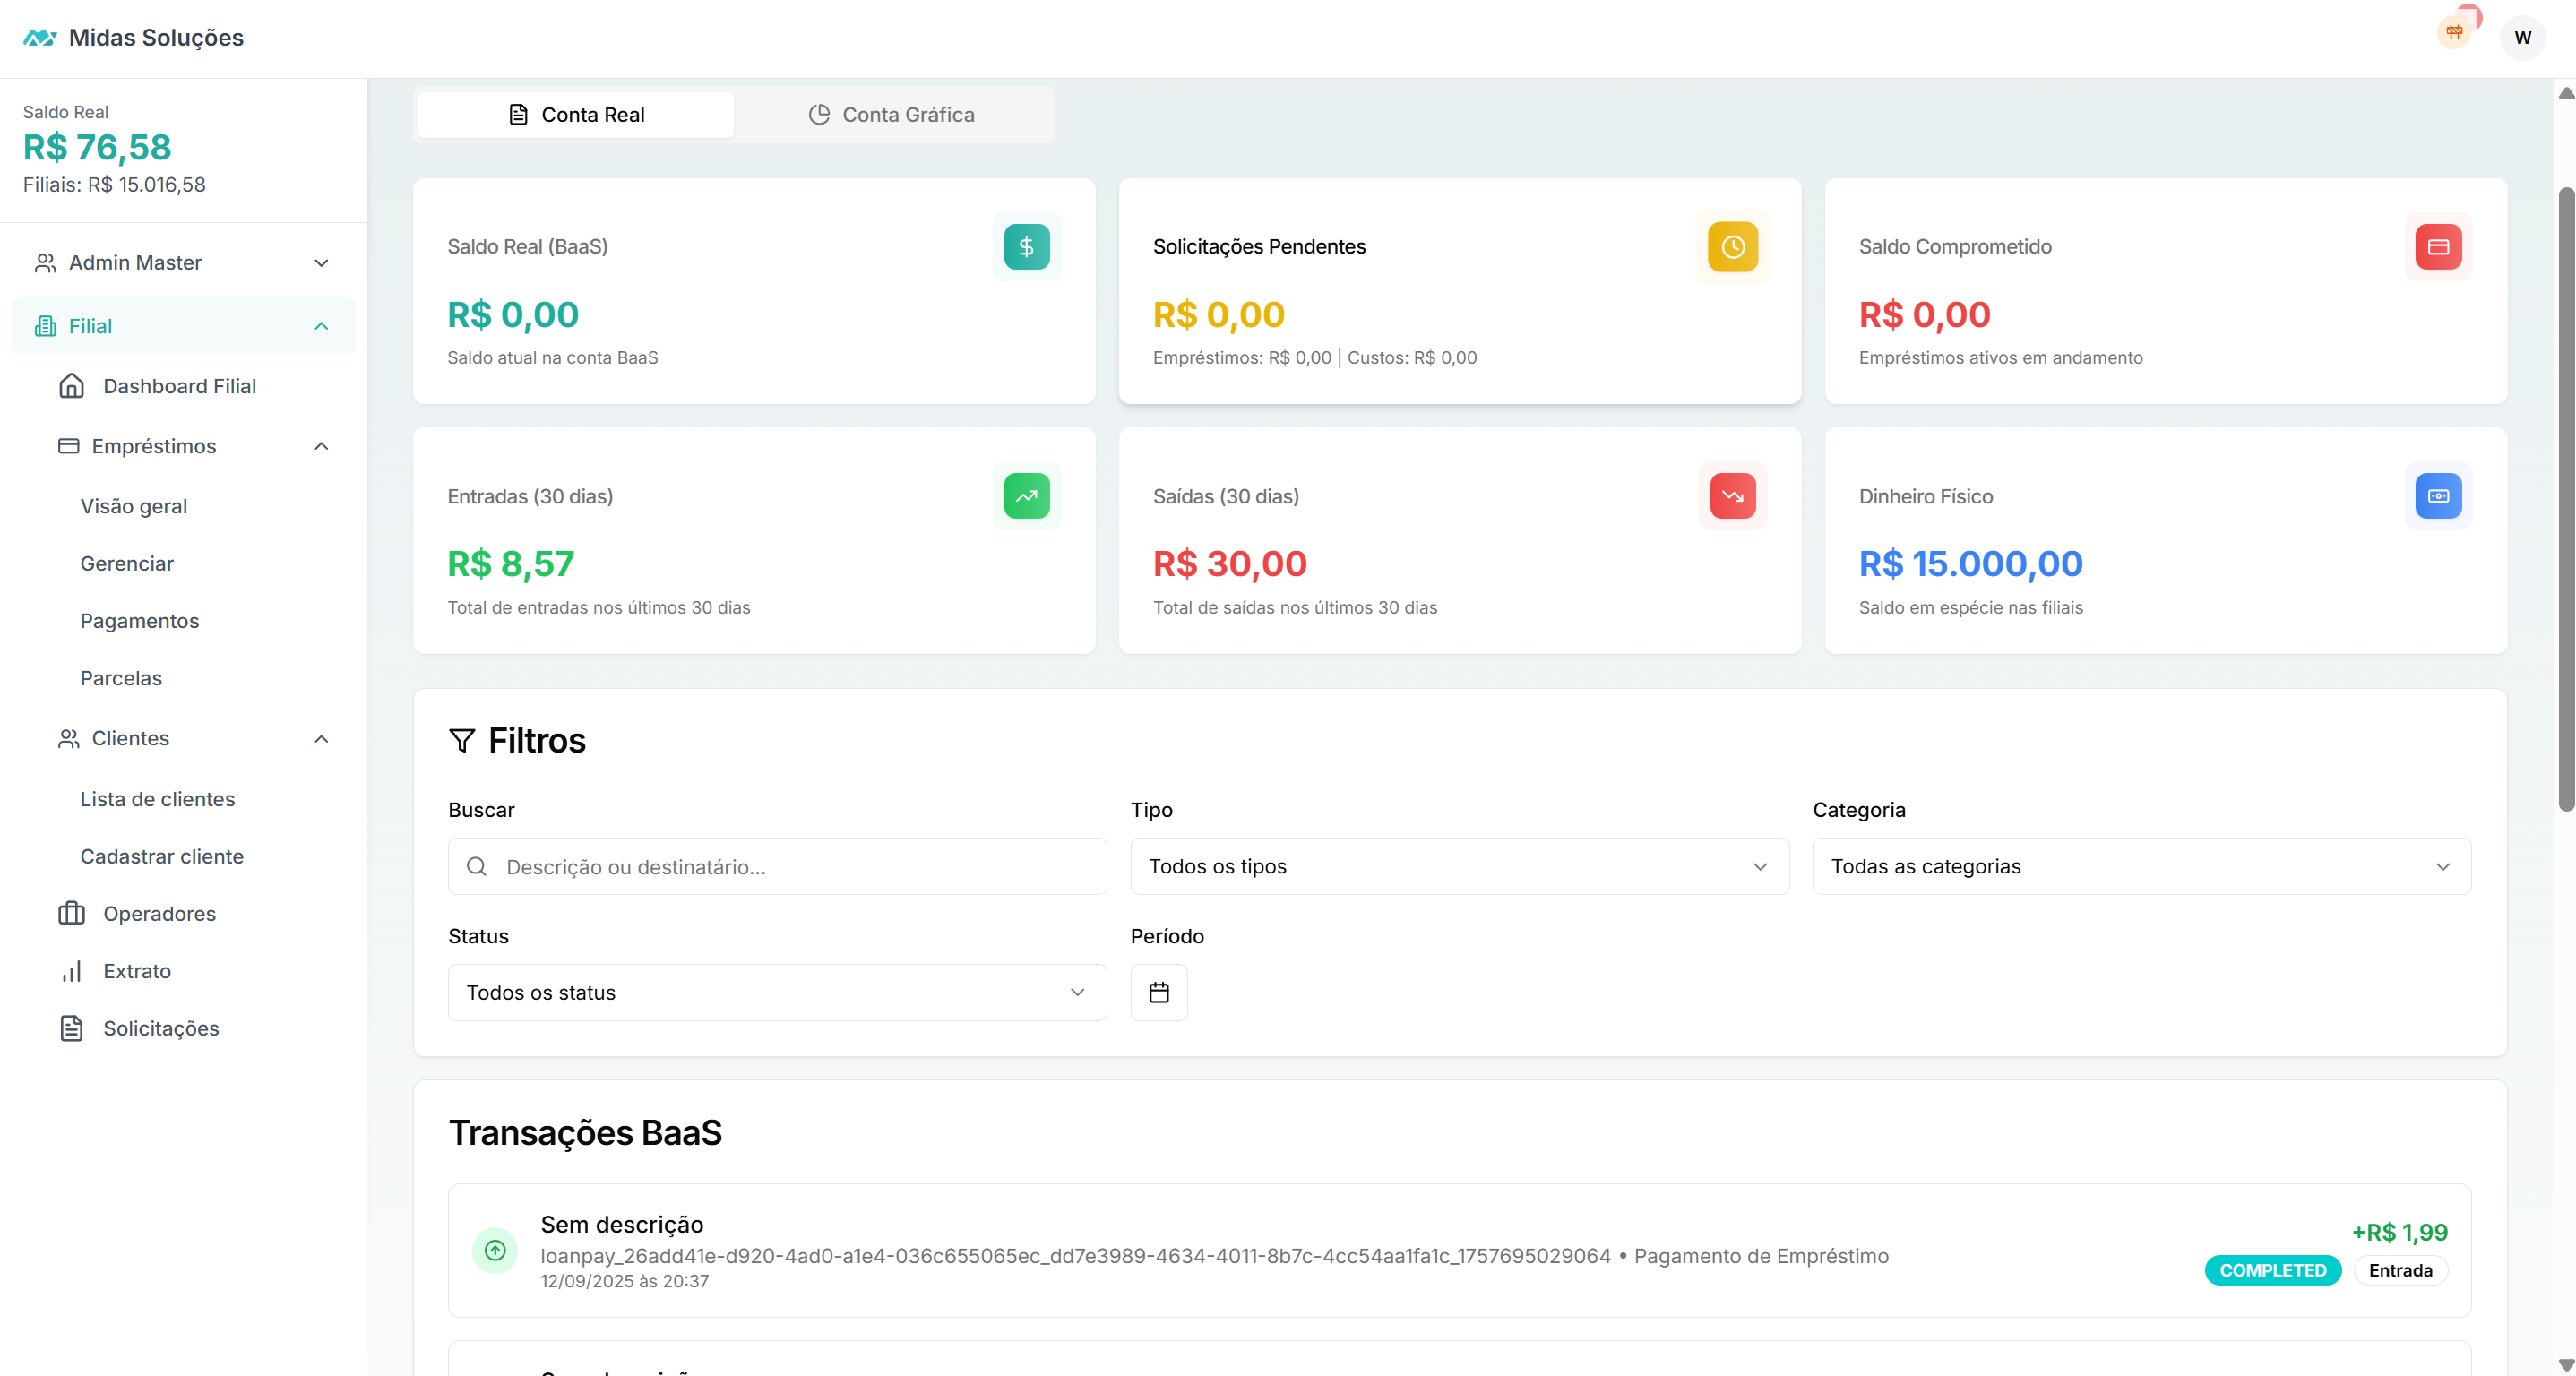 Midas Soluções
W
Saldo Real
R$ 76,58
Filiais: R$ 15.016,58
Admin Master
Filial
Dashboard Filial
Empréstimos
Visão geral
Gerenciar
Pagamentos
Parcelas
Clientes
Lista de clientes
Cadastrar cliente
Operadores
Extrato
Solicitações
Conta Real
Conta Gráfica
Saldo Real (BaaS)
R$ 0,00
Saldo atual na conta BaaS
Solicitações Pendentes
R$ 0,00
Empréstimos: R$ 0,00 | Custos: R$ 0,00
Saldo Comprometido
R$ 0,00
Empréstimos ativos em andamento
Entradas (30 dias)
R$ 8,57
Total de entradas nos últimos 30 dias
Saídas (30 dias)
R$ 30,00
Total de saídas nos últimos 30 dias
Dinheiro Físico
R$ 15.000,00
Saldo em espécie nas filiais
Filtros
Buscar
Descrição ou destinatário...
Tipo
Todos os tipos
Categoria
Todas as categorias
Status
Todos os status
Período
Transações BaaS
Sem descrição
loanpay_26add41e-d920-4ad0-a1e4-036c655065ec_dd7e3989-4634-4011-8b7c-4cc54aa1fa1c_1757695029064 • Pagamento de Empréstimo
12/09/2025 às 20:37
+R$ 1,99
COMPLETED
Entrada